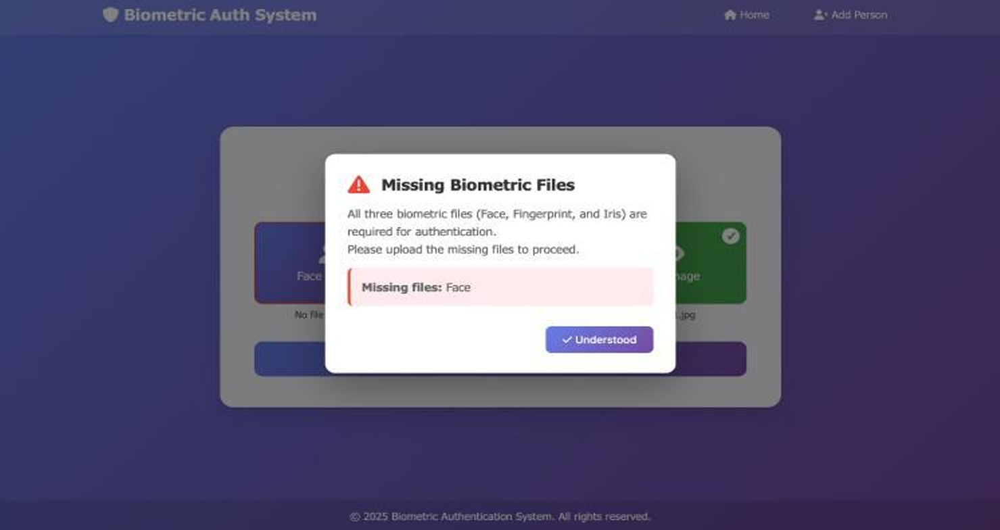 Biometric Auth System
Home
Add Person
Missing Biometric Files
All three biometric files (Face, Fingerprint, and Iris) are
required for authentication.
Please upload the missing files to proceed.
Missing files: Face
Understood
Face
No file
.jpg
© 2025 Biometric Authentication System. All rights reserved.